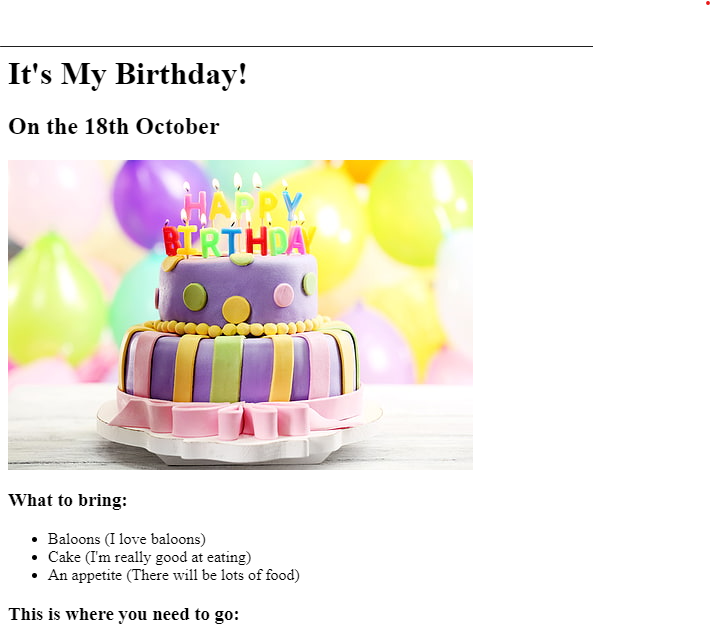 It's My Birthday!
On the 18th October
HAPPY
BIRTHDAY
What to bring:
Baloons (I love baloons)
Cake (I'm really good at eating)
An appetite (There will be lots of food)
This is where you need to go: